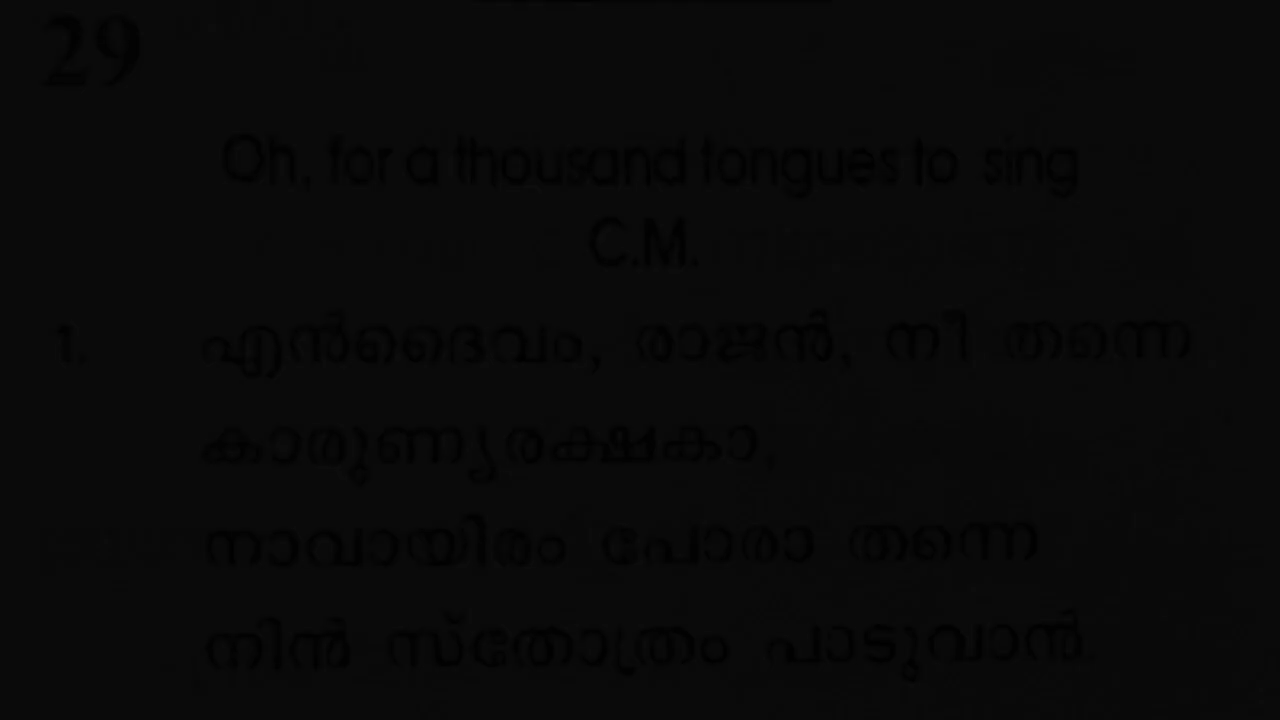 29
Oh, for a thousand tongues to sing
C.M.
1. എൻദൈവം, രാജൻ, നീ തന്നെ
കാരുണ്യരക്ഷകാ,
നാവായിരം പോരാ തന്നെ
നിൻ സ്തോത്രം പാടുവാൻ.